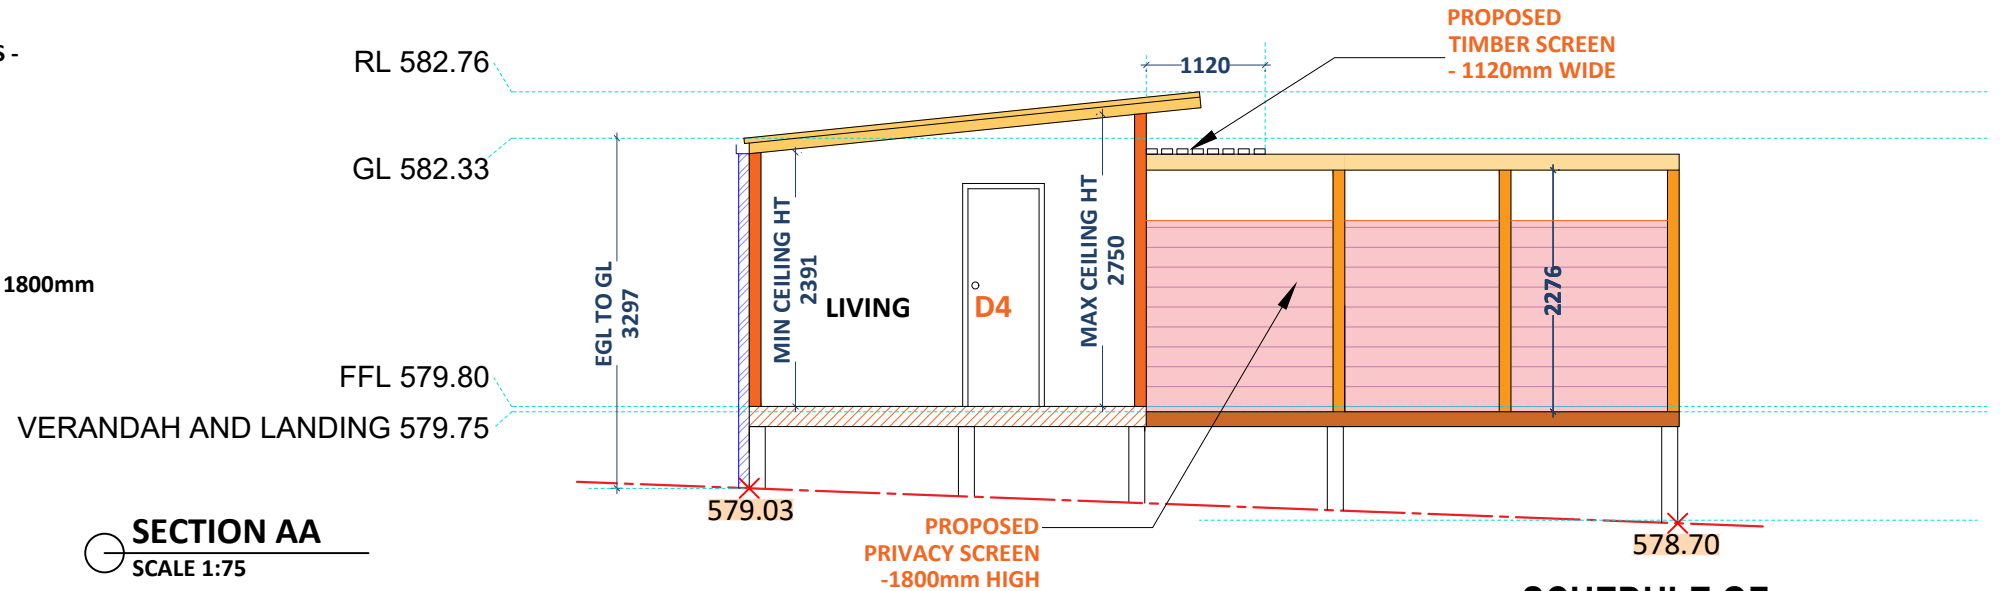 S -
1800mm
RL 582.76
GL 582.33
FFL 579.80
VERANDAH AND LANDING 579.75
EGL TO GL
3297
MIN CEILING HT
2391
LIVING
D4
MAX CEILING HT
2750
1120
PROPOSED
TIMBER SCREEN
- 1120mm WIDE
2276
579.03
578.70
PROPOSED
PRIVACY SCREEN
-1800mm HIGH
SECTION AA
SCALE 1:75
SCHEDULE OF